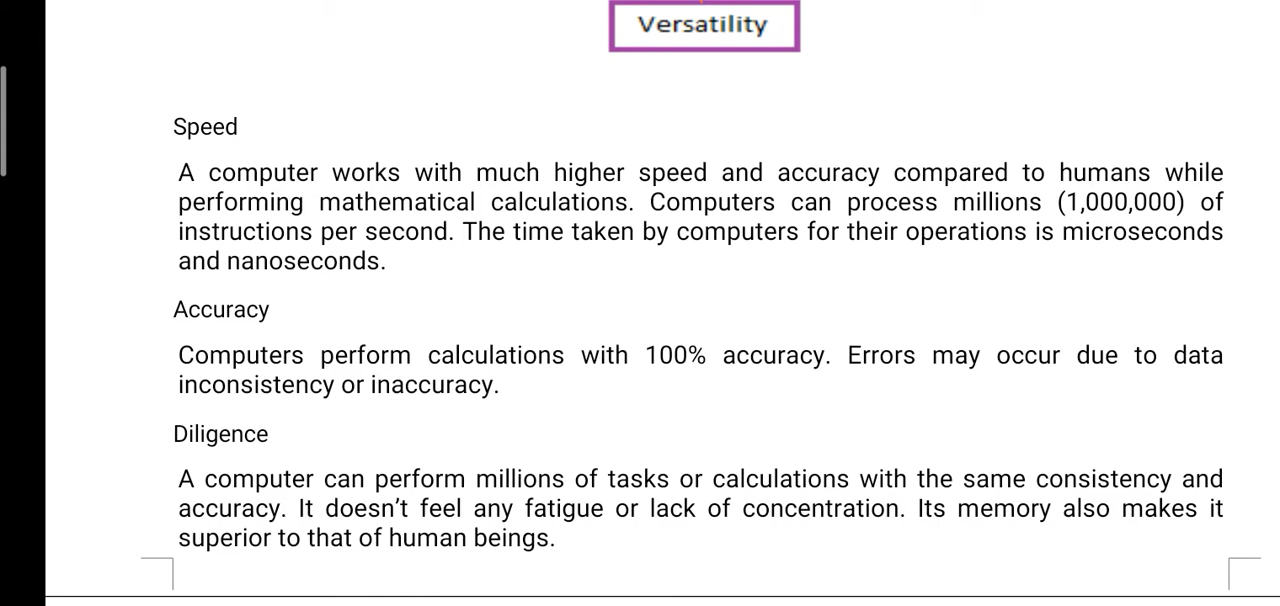 Versatility
Speed
A computer works with much higher speed and accuracy compared to humans while
performing mathematical calculations. Computers can process millions (1,000,000) of
instructions per second. The time taken by computers for their operations is microseconds
and nanoseconds.
Accuracy
Computers perform calculations with 100% accuracy. Errors may occur due to data
inconsistency or inaccuracy.
Diligence
A computer can perform millions of tasks or calculations with the same consistency and
accuracy. It doesn’t feel any fatigue or lack of concentration. Its memory also makes it
superior to that of human beings.